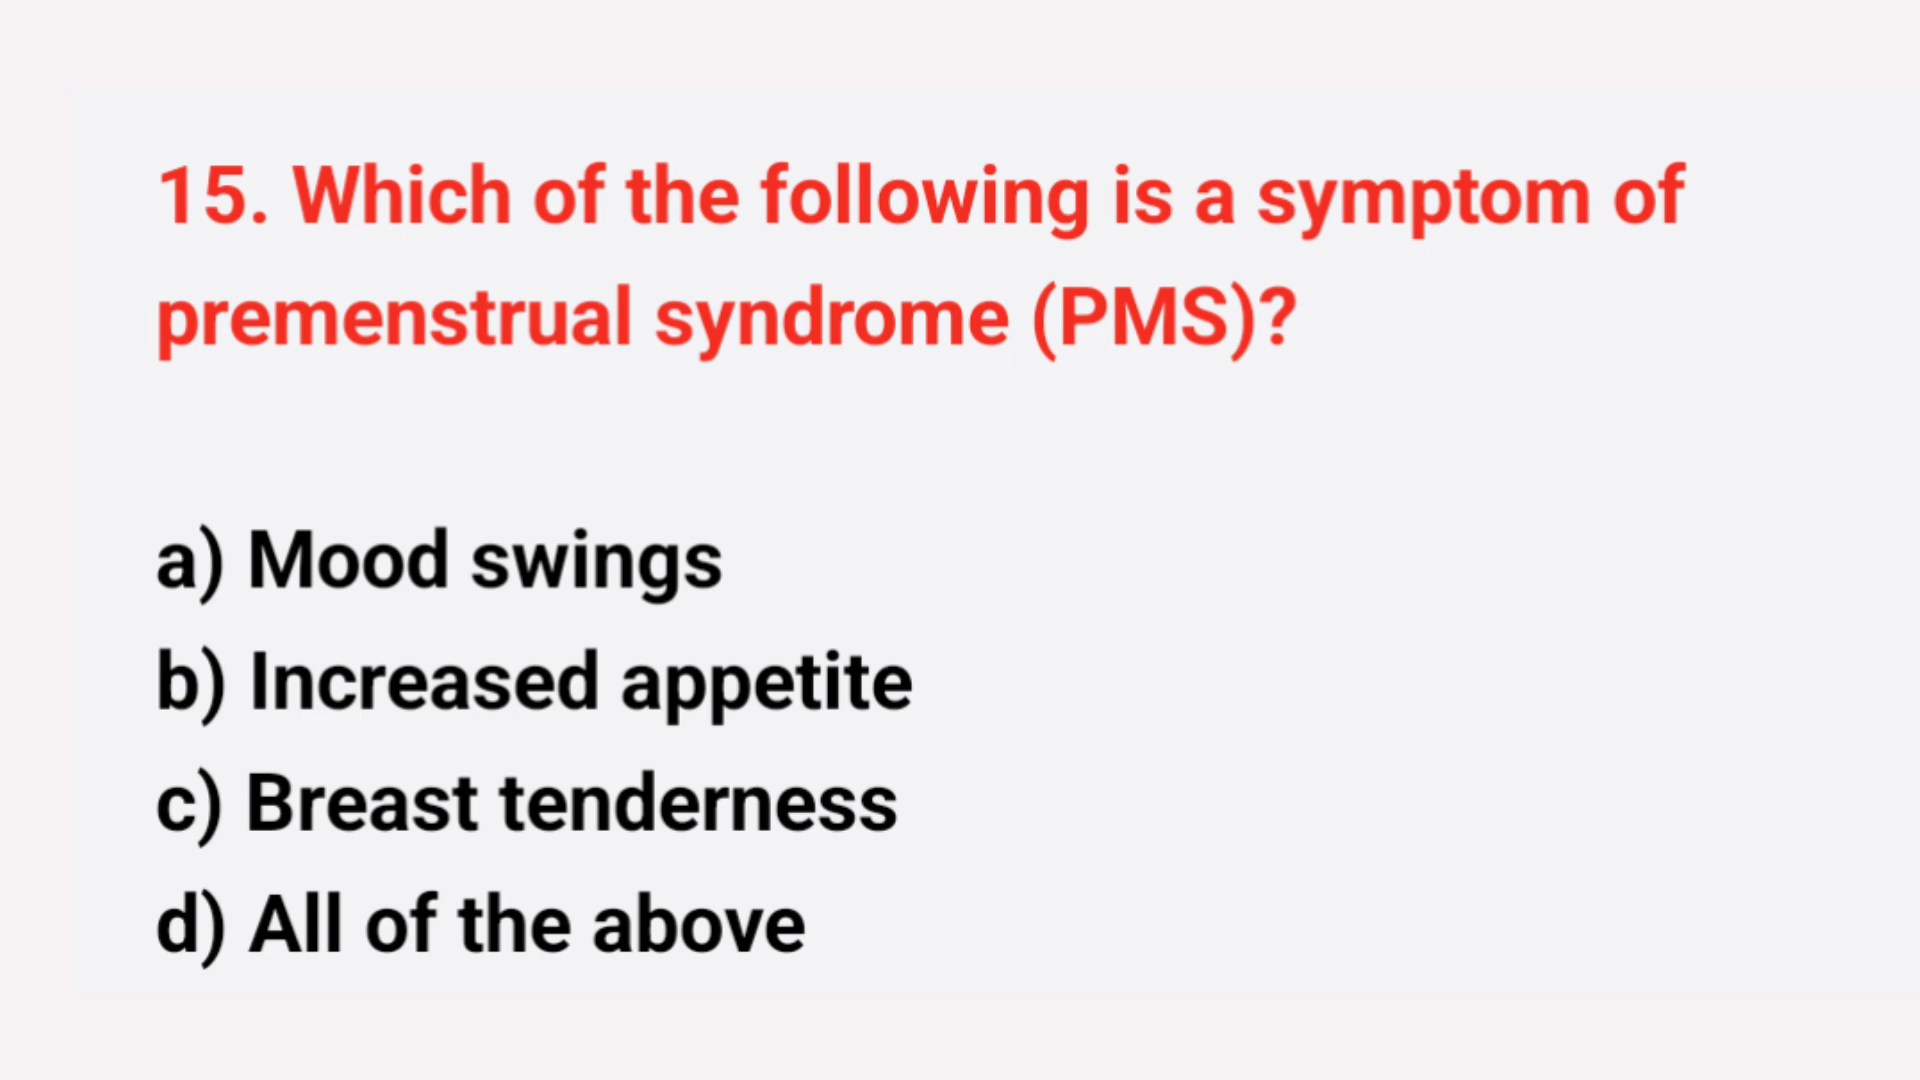 15. Which of the following is a symptom of
premenstrual syndrome (PMS)?
a) Mood swings
b) Increased appetite
c) Breast tenderness
d) All of the above